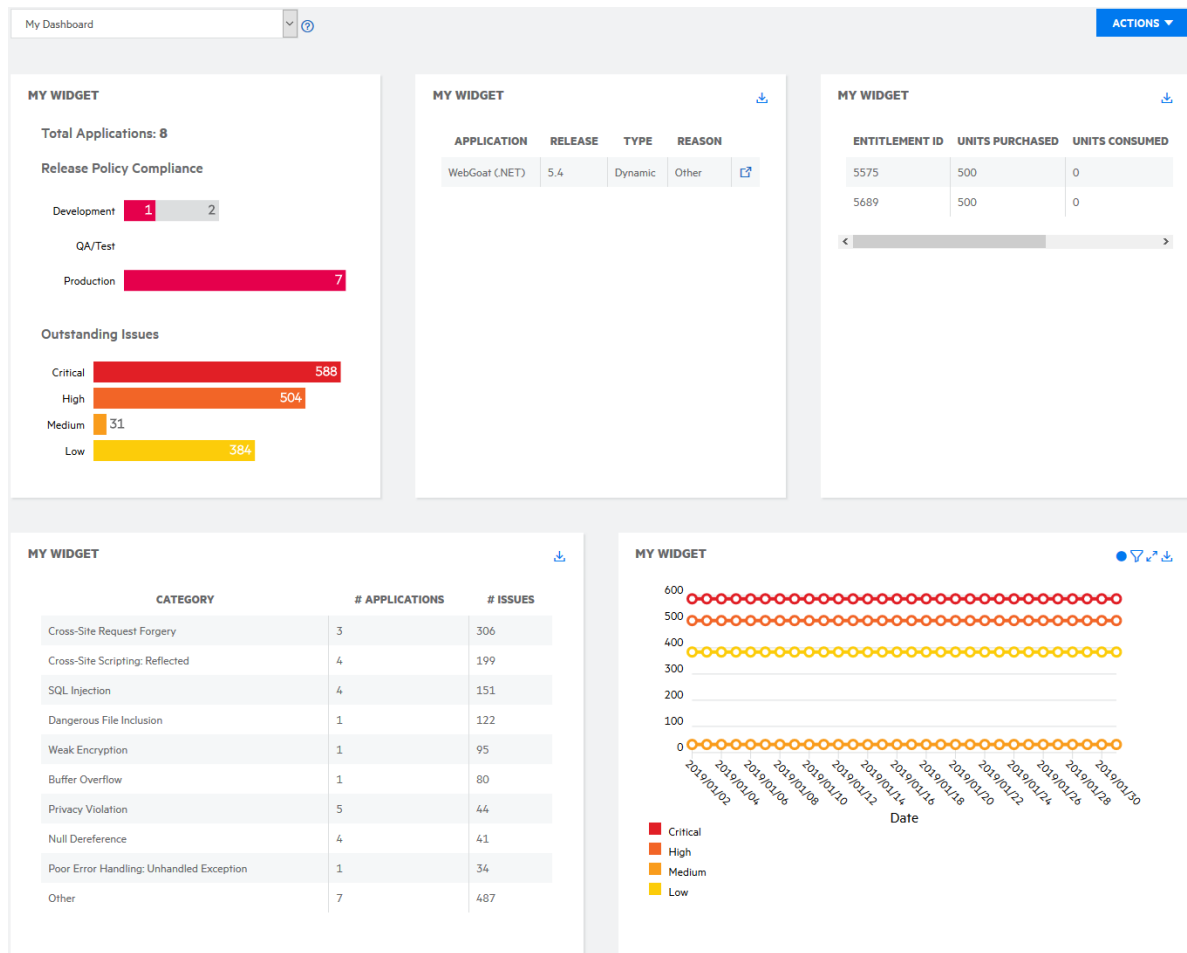 My Dashboard
ACTIONS
MY WIDGET
Total Applications: 8
Release Policy Compliance
Development 1 2
QA/Test
Production 7
Outstanding Issues
Critical 588
High 504
Medium 31
Low 384
MY WIDGET
APPLICATION RELEASE TYPE REASON
WebGoat (.NET) 5.4 Dynamic Other
MY WIDGET
ENTITLEMENT ID UNITS PURCHASED UNITS CONSUMED
5575 500 0
5689 500 0
MY WIDGET
CATEGORY # APPLICATIONS # ISSUES
Cross-Site Request Forgery 3 306
Cross-Site Scripting: Reflected 4 199
SQL Injection 4 151
Dangerous File Inclusion 1 122
Weak Encryption 1 95
Buffer Overflow 1 80
Privacy Violation 5 44
Null Dereference 4 41
Poor Error Handling: Unhandled Exception 1 34
Other 7 487
MY WIDGET
600
500
400
300
200
100
0
2019/01/02 2019/01/04 2019/01/06 2019/01/08 2019/01/10 2019/01/12 2019/01/14 2019/01/16 2019/01/18 2019/01/20 2019/01/22 2019/01/24 2019/01/26 2019/01/28 2019/01/30
Date
Critical
High
Medium
Low